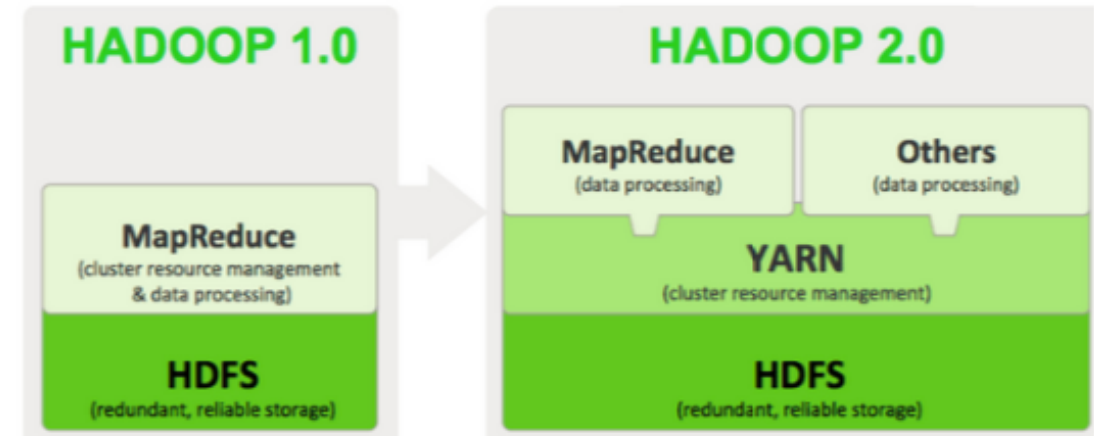 HADOOP 1.0
MapReduce
(cluster resource management
& data processing)
HDFS
(redundant, reliable storage)
HADOOP 2.0
MapReduce
(data processing)
Others
(data processing)
YARN
(cluster resource management)
HDFS
(redundant, reliable storage)